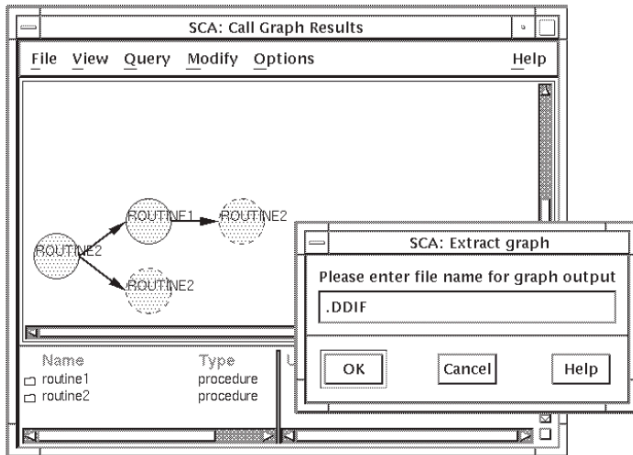 SCA: Call Graph Results
File View Query Modify Options Help
ROUTINE1 ROUTINE2
ROUTINE2
ROUTINE2
SCA: Extract graph
Please enter file name for graph output
.DDIF
OK Cancel Help
Name Type U
routine1 procedure
routine2 procedure